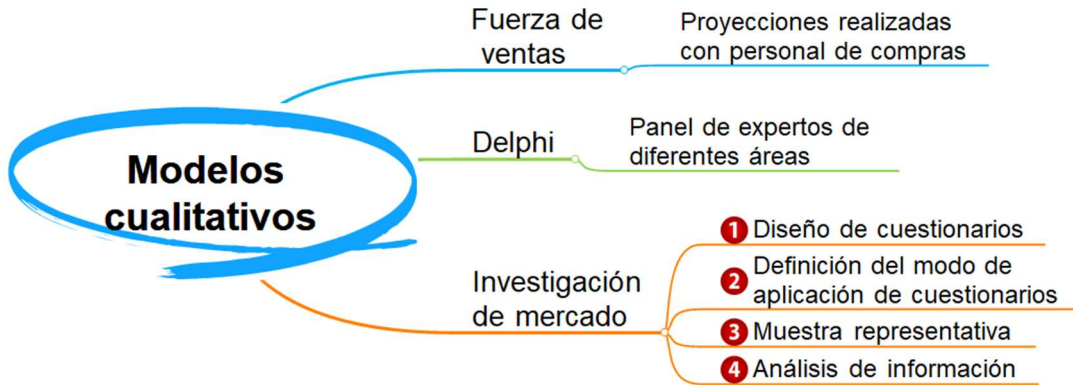 Modelos
cualitativos
Fuerza de
ventas
Proyecciones realizadas
con personal de compras
Delphi
Panel de expertos de
diferentes áreas
Investigación
de mercado
1 Diseño de cuestionarios
2 Definición del modo de
aplicación de cuestionarios
3 Muestra representativa
4 Análisis de información